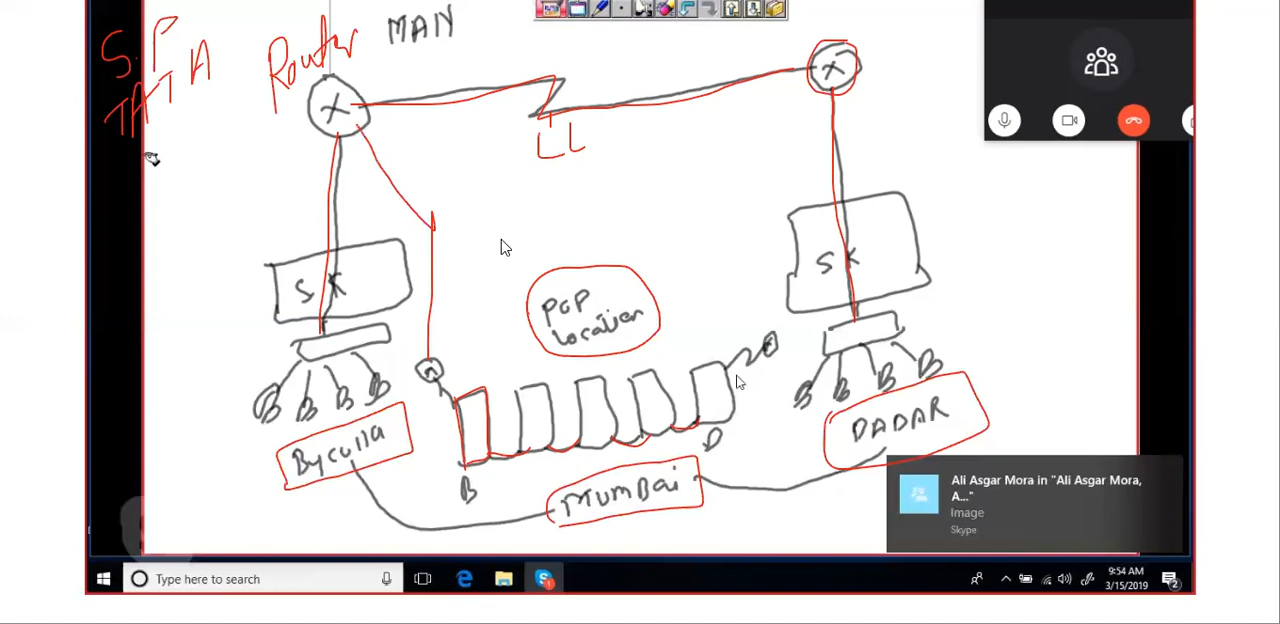 S.P
TATA
Router
MAN
LL
SK
SK
POP
Location
B B B B
B B B B
Byculla
B
MUMBai
D
DADAR
Ali Asgar Mora in "Ali Asgar Mora,
A..."
Image
Skype
Type here to search
9:54 AM
3/15/2019
2